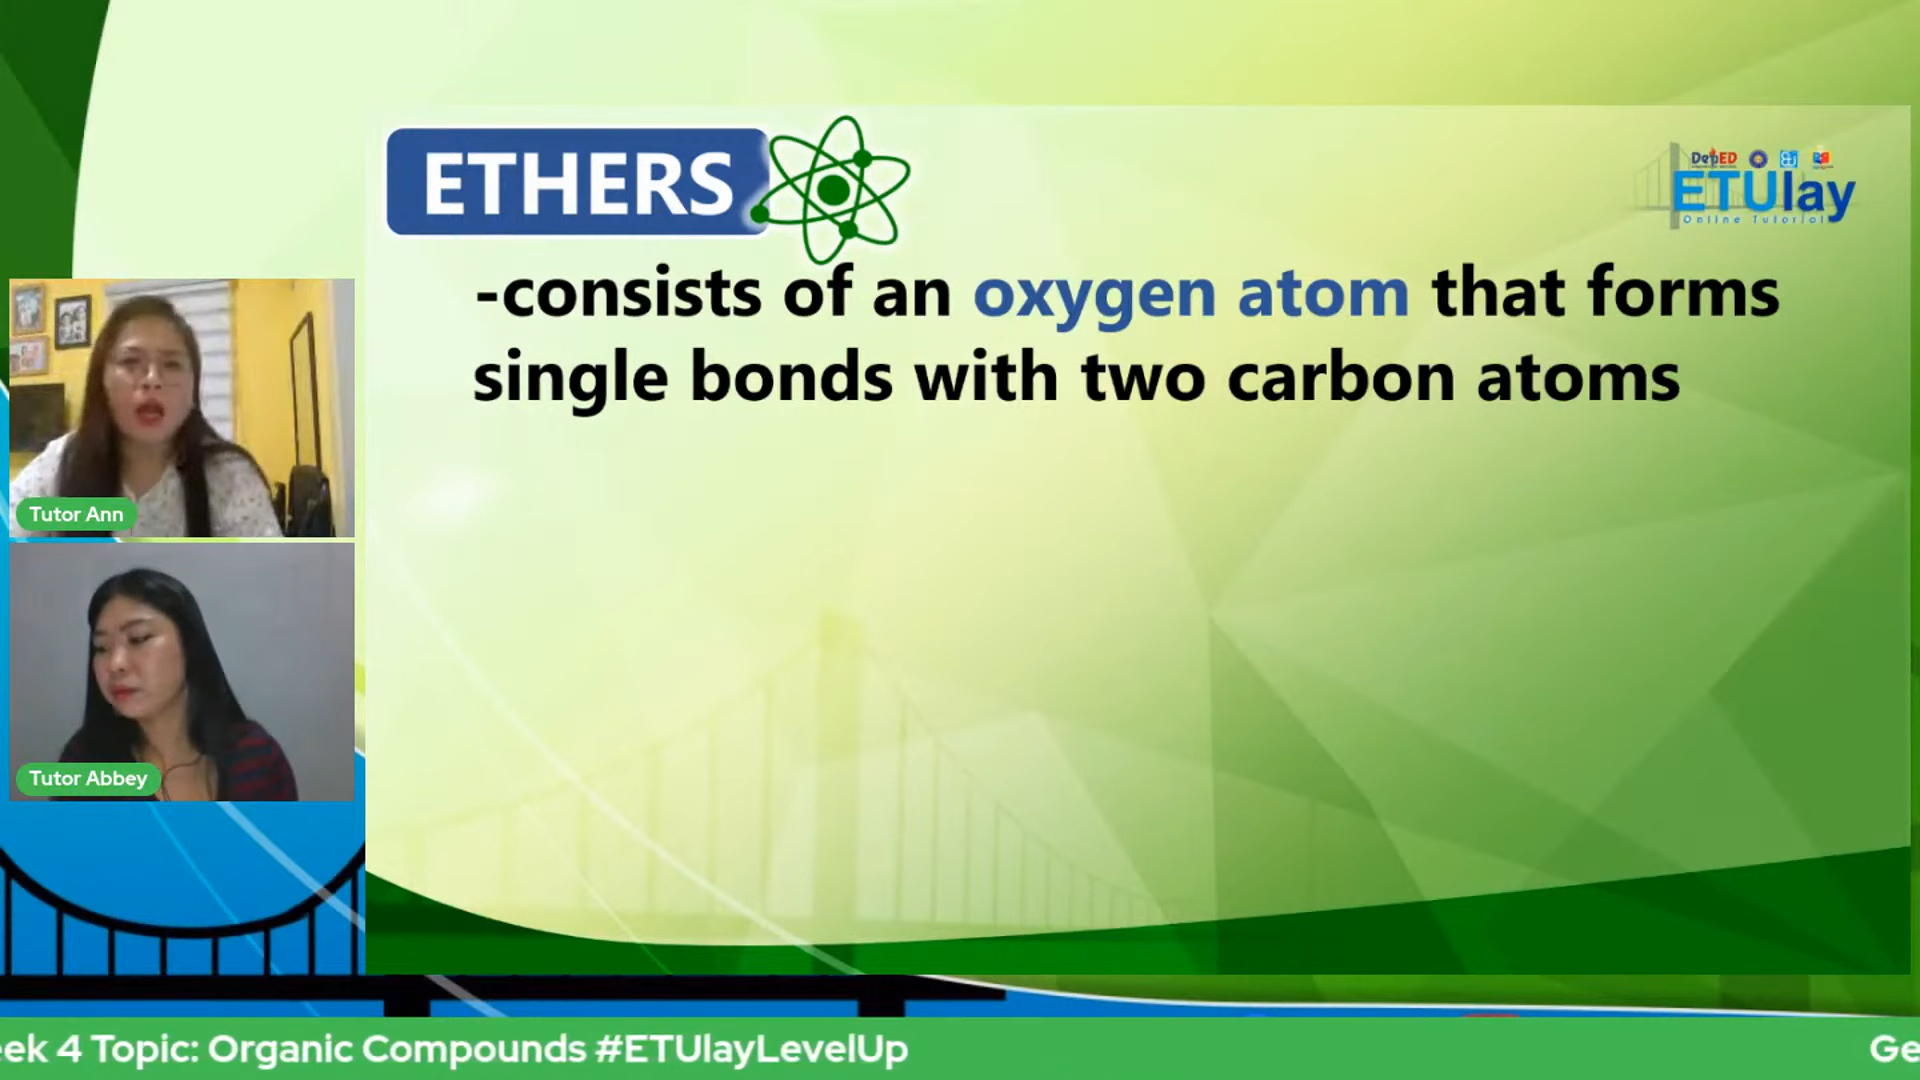 ETHERS
DepED
ETUlay
Online Tutorial
-consists of an oxygen atom that forms
single bonds with two carbon atoms
Tutor Ann
Tutor Abbey
eek 4 Topic: Organic Compounds #ETUlayLevelUp
Ge